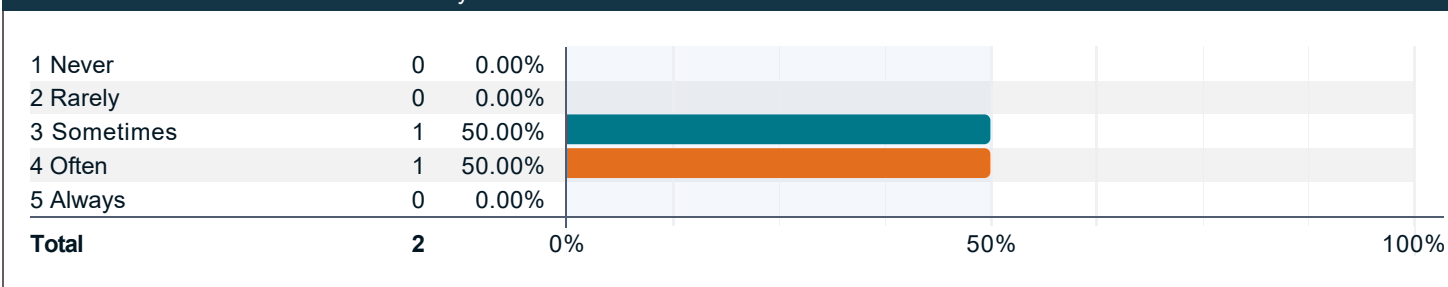 1 Never 0 0.00%
2 Rarely 0 0.00%
3 Sometimes 1 50.00%
4 Often 1 50.00%
5 Always 0 0.00%
Total 2 0% 50% 100%